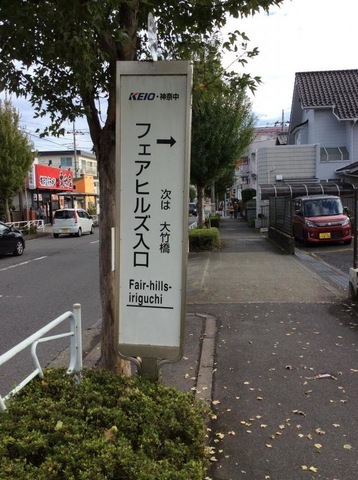 KEIO・神奈中
→
フェアヒルズ入口
次は 大竹橋
Fair-hills-
iriguchi